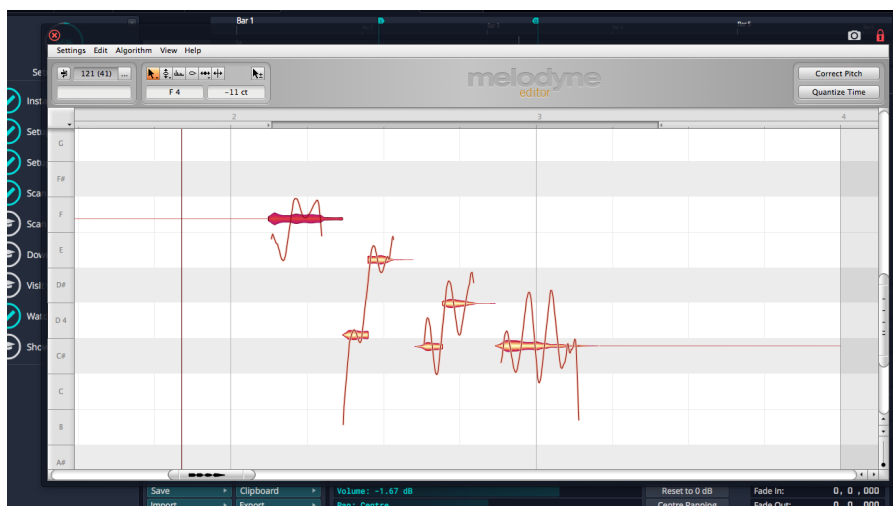 Bar 1
Settings Edit Algorithm View Help
121 (41) ...
F 4 -11 ct
melodyne
editor
Correct Pitch
Quantize Time
2 3 4
G
F#
F
E
D#
D 4
C#
C
B
A#
Save Clipboard Volume: -1.67 dB Reset to 0 dB Fade In: 0, 0 ,000
Import Export Pan: Centre Centre Panning Fade Out: 0, 0 ,000